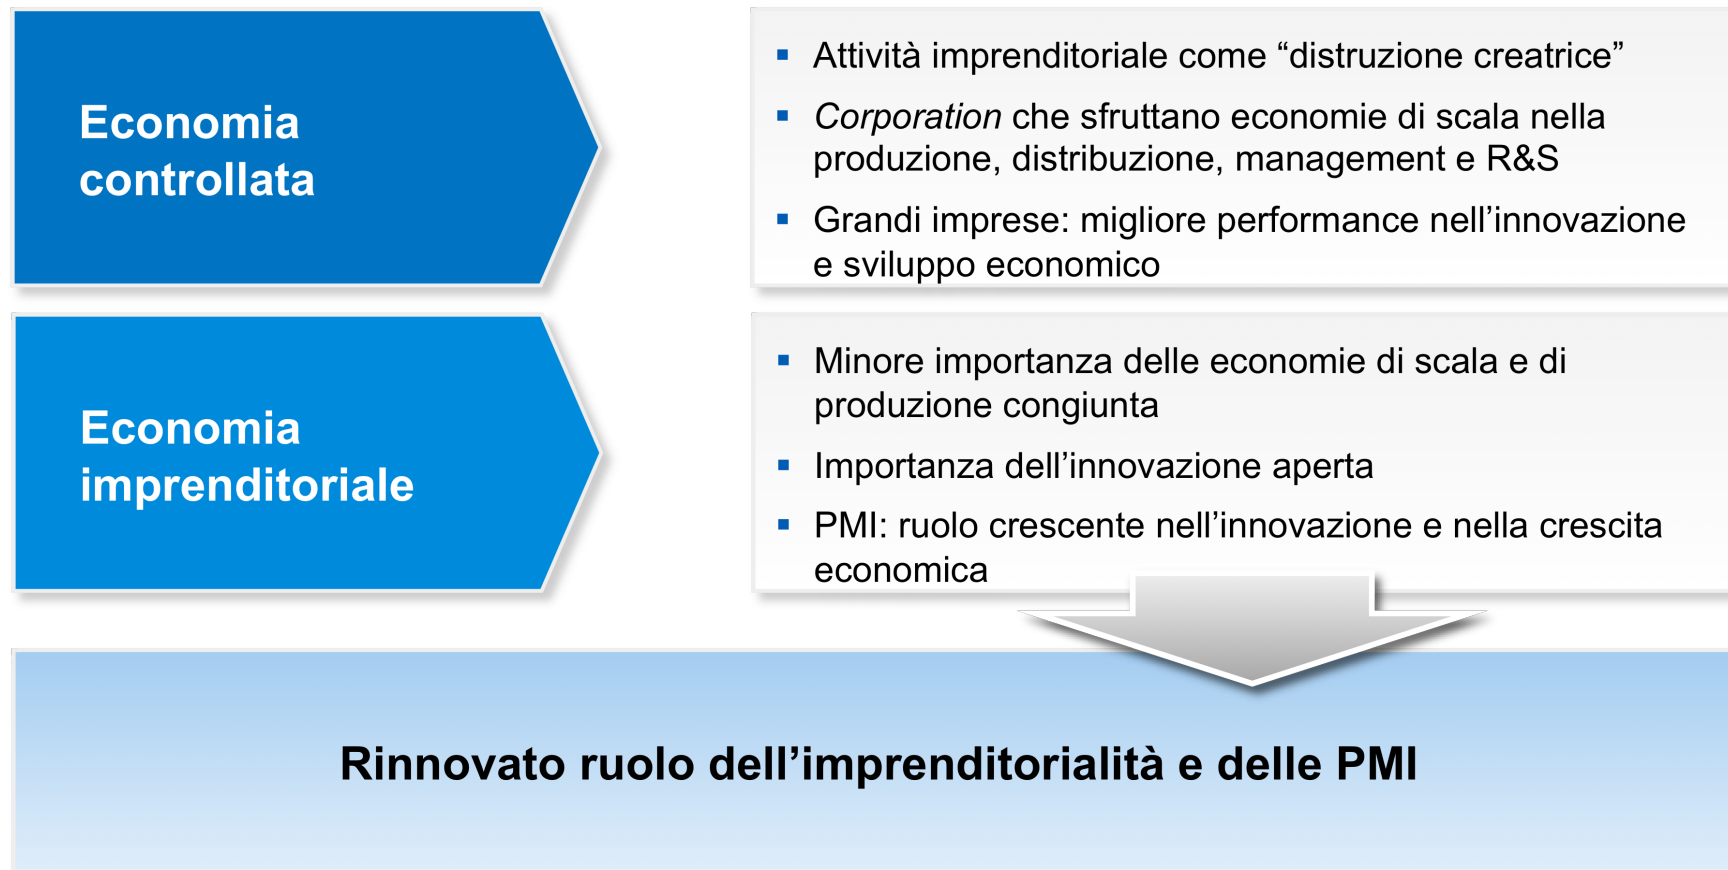 Economia
controllata
▪ Attività imprenditoriale come “distruzione creatrice”
▪ Corporation che sfruttano economie di scala nella
produzione, distribuzione, management e R&S
▪ Grandi imprese: migliore performance nell’innovazione
e sviluppo economico
Economia
imprenditoriale
▪ Minore importanza delle economie di scala e di
produzione congiunta
▪ Importanza dell’innovazione aperta
▪ PMI: ruolo crescente nell’innovazione e nella crescita
economica
Rinnovato ruolo dell’imprenditorialità e delle PMI